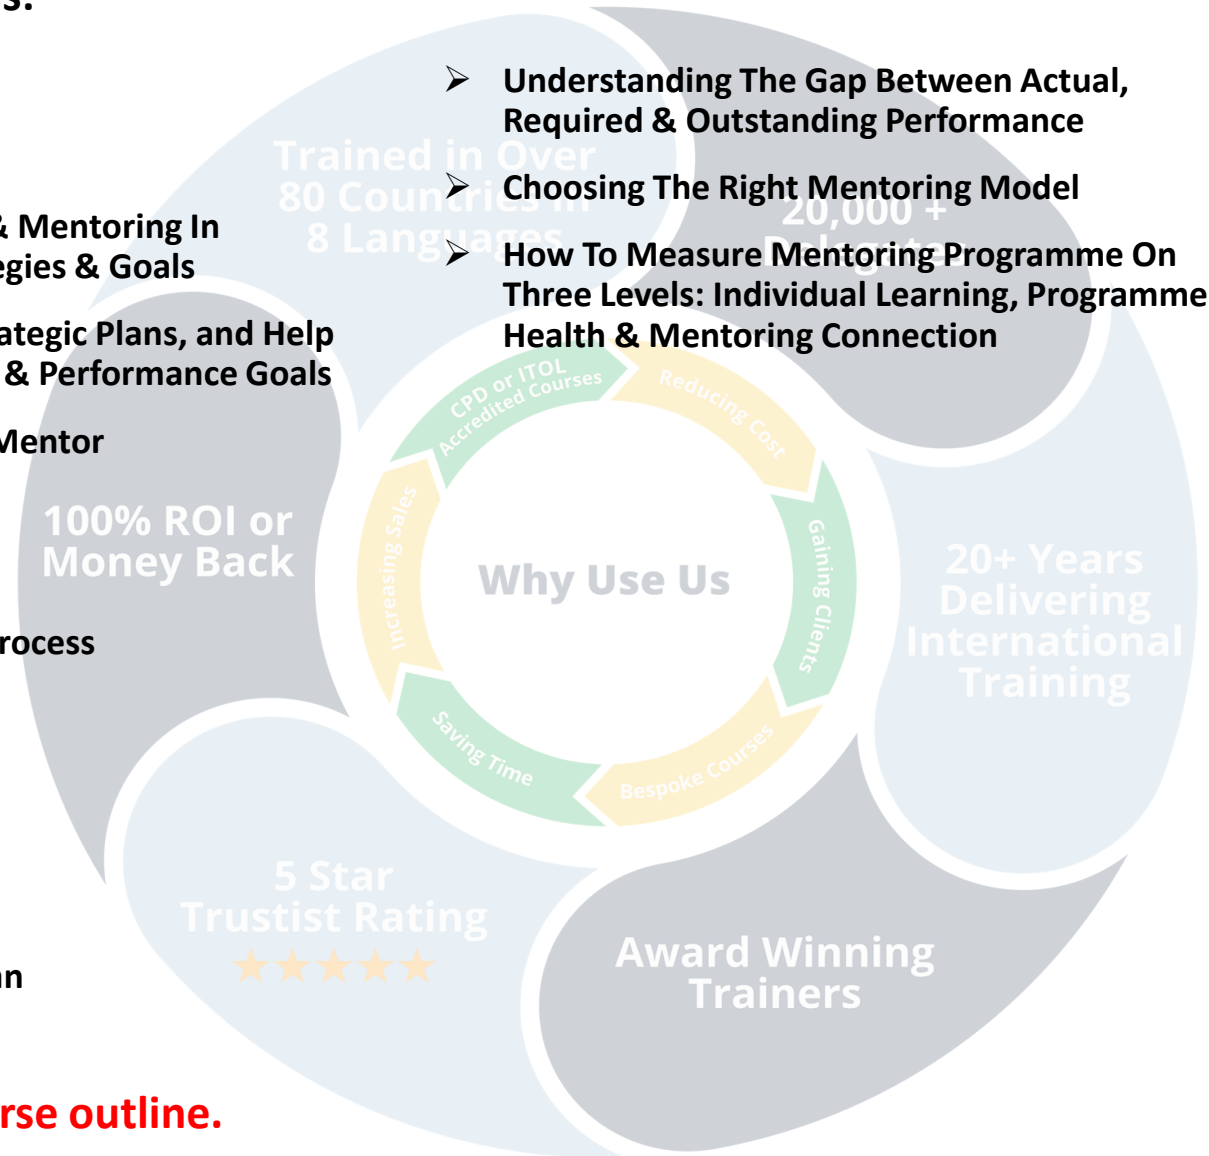 s:
& Mentoring In
egies & Goals
ategic Plans, and Help
& Performance Goals
Mentor
rocess
an
rse outline.
➢ Understanding The Gap Between Actual,
Required & Outstanding Performance
➢ Choosing The Right Mentoring Model
➢ How To Measure Mentoring Programme On
Three Levels: Individual Learning, Programme
Health & Mentoring Connection
Trained in Over
80 Countries in
8 Languages
20,000 +
Delegates
20+ Years
Delivering
International
Training
Award Winning
Trainers
5 Star
Trustist Rating
100% ROI or
Money Back
CPD or ITOL
Accredited Courses
Reducing Cost
Gaining Clients
Bespoke Courses
Saving Time
Increasing Sales
Why Use Us